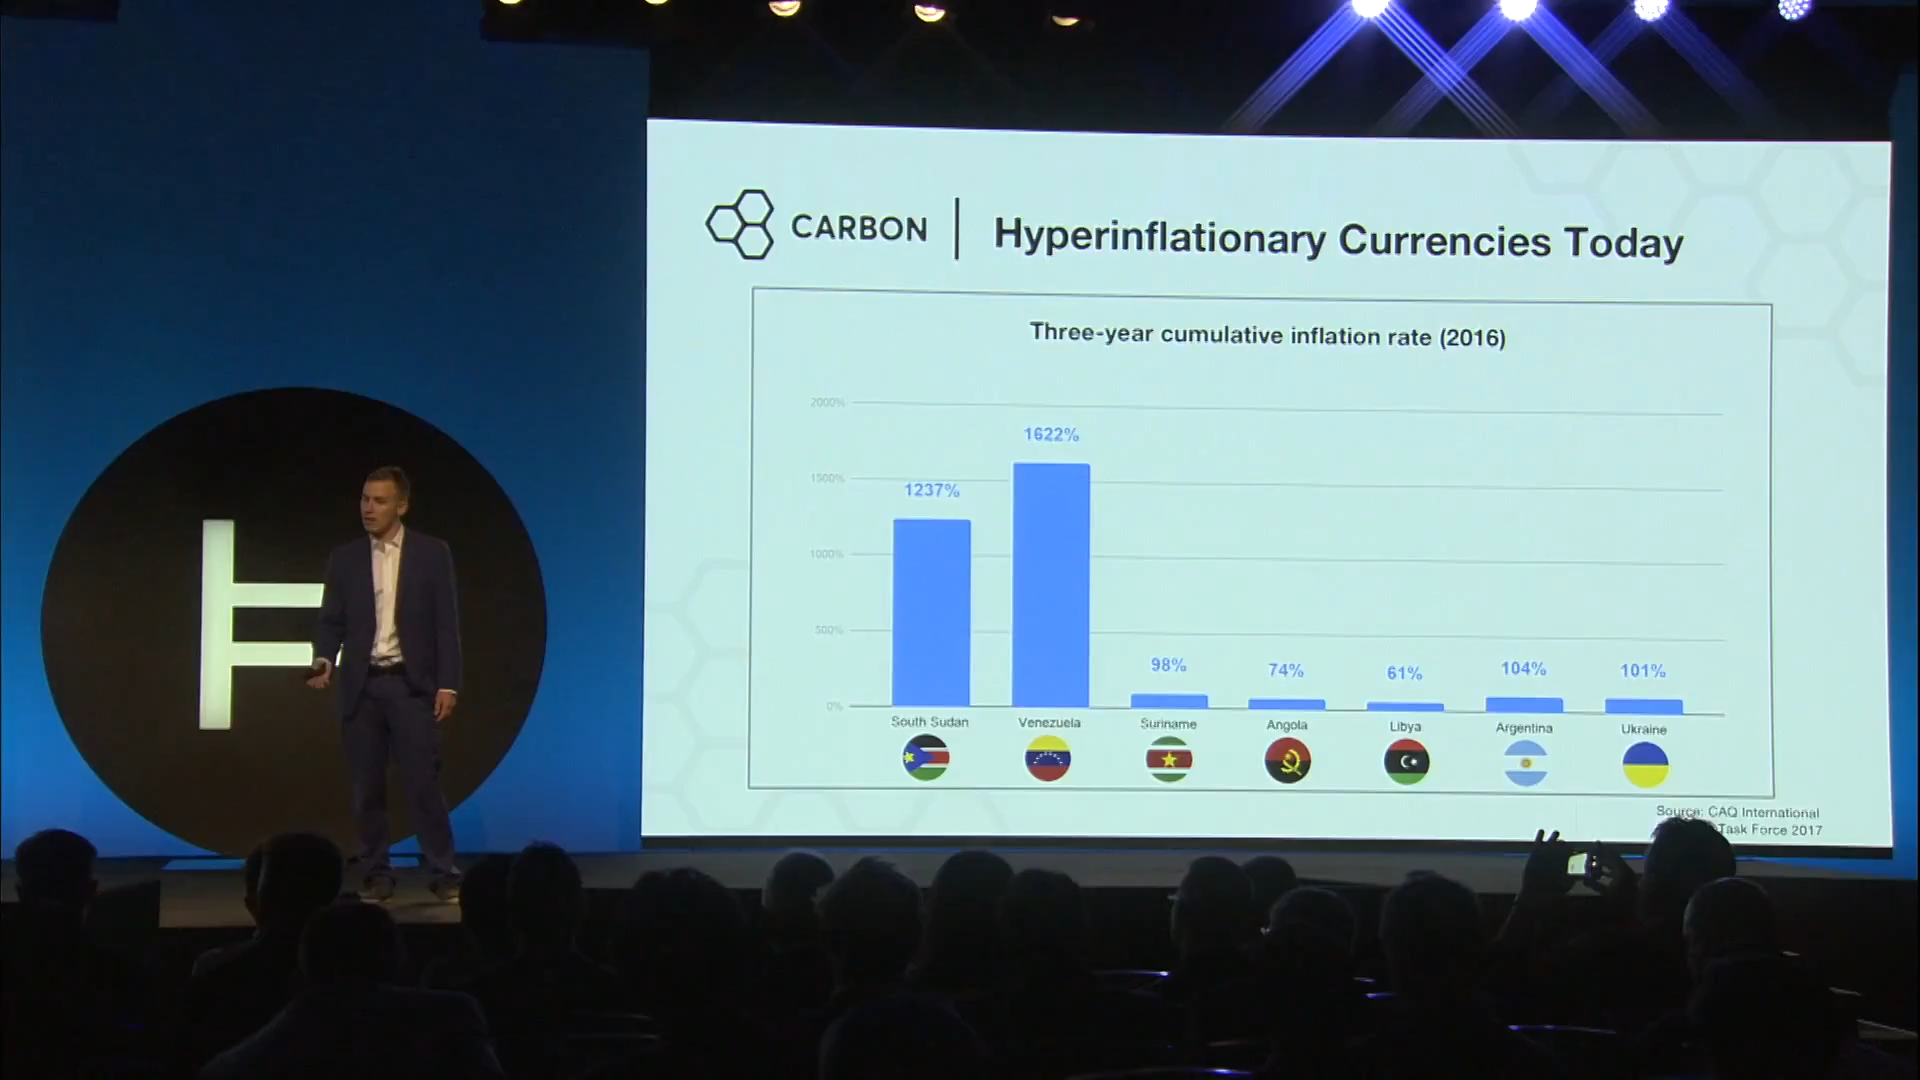 CARBON
Hyperinflationary Currencies Today
Three-year cumulative inflation rate (2016)
2000%
1500%
1000%
500%
0%
1237%
1622%
98%
74%
61%
104%
101%
South Sudan
Venezuela
Suriname
Angola
Libya
Argentina
Ukraine
Source: CAQ International
Task Force 2017